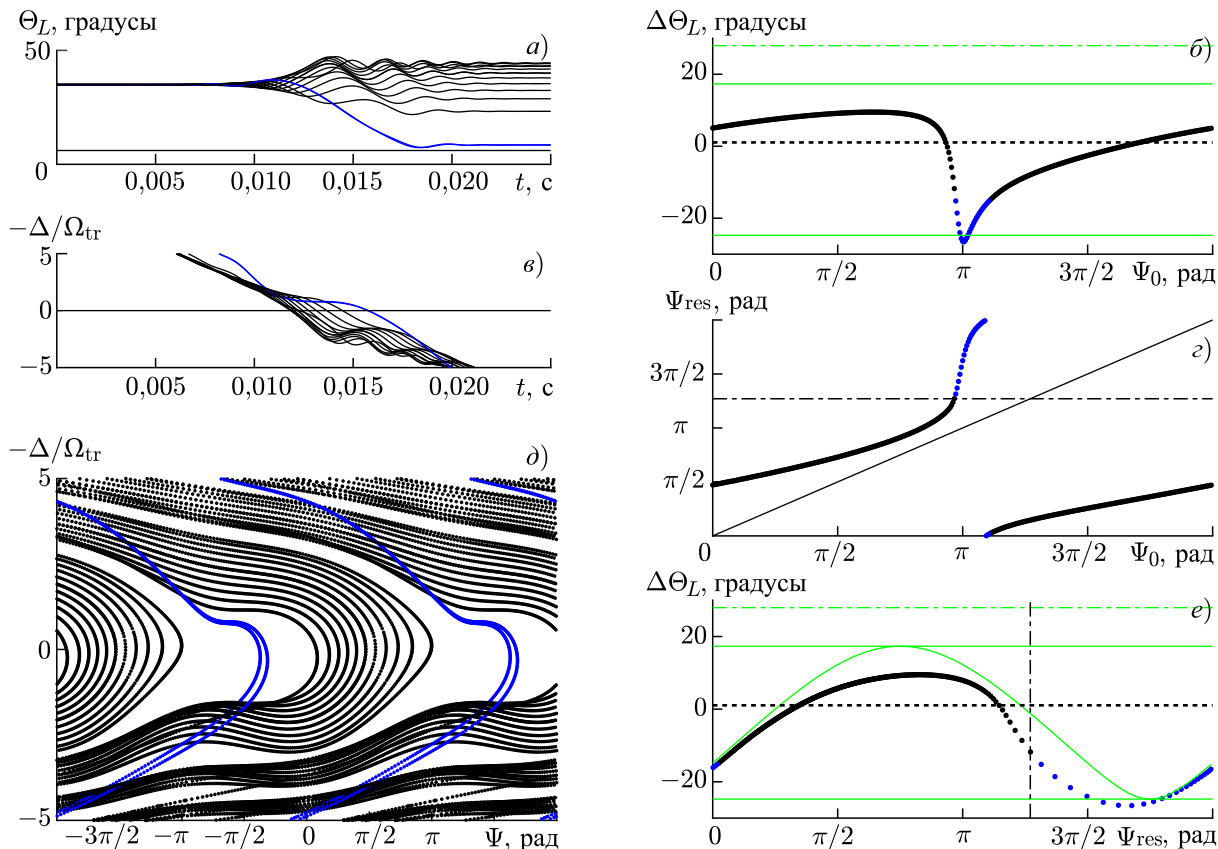 Θ_L, градусы
а)
50
0
0,005 0,010 0,015 0,020 t, с
−Δ/Ω_tr
в)
5
0
−5
0,005 0,010 0,015 0,020 t, с
−Δ/Ω_tr
д)
5
0
−5
−3π/2 −π −π/2 0 π/2 π Ψ, рад
ΔΘ_L, градусы
б)
20
0
−20
0 π/2 π 3π/2 Ψ_0, рад
Ψ_res, рад
г)
3π/2
π
π/2
0 π/2 π 3π/2 Ψ_0, рад
ΔΘ_L, градусы
е)
20
0
−20
0 π/2 π 3π/2 Ψ_res, рад